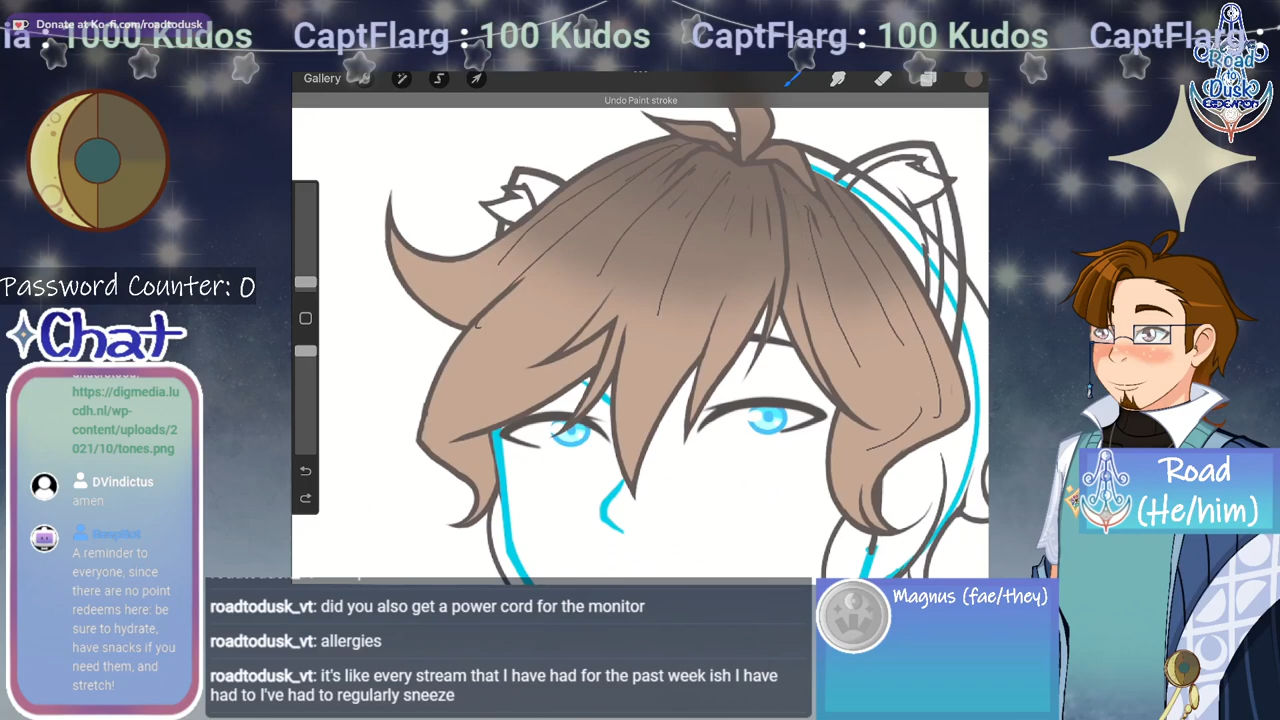 Donate at Ko-fi.com/roadtodusk
ia : 1000 Kudos CaptFlarg : 100 Kudos CaptFlarg : 100 Kudos CaptFlarg :
Road
to
Dusk
Gallery
Undo Paint stroke
Password Counter: 0
Chat
https://digmedia.lu
cdh.nl/wp-
content/uploads/2
021/10/tones.png
DVindictus
amen
A reminder to
everyone, since
there are no point
redeems here: be
sure to hydrate,
have snacks if you
need them, and
stretch!
roadtodusk_vt: did you also get a power cord for the monitor
roadtodusk_vt: allergies
roadtodusk_vt: it's like every stream that I have had for the past week ish I have
had to I've had to regularly sneeze
Magnus (fae/they)
Road
(He/him)